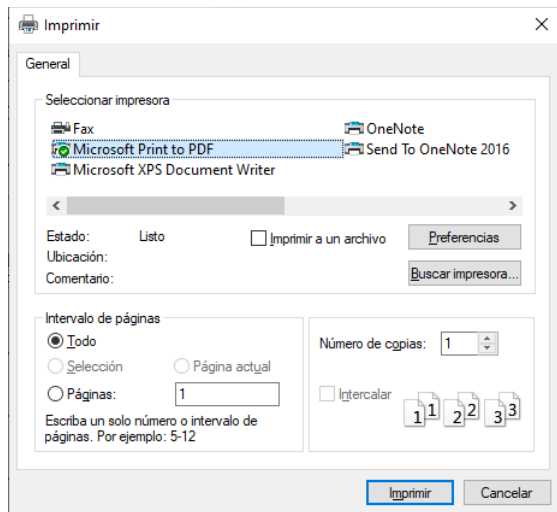 Imprimir
General
Seleccionar impresora
Fax
OneNote
Microsoft Print to PDF
Send To OneNote 2016
Microsoft XPS Document Writer
Estado: Listo
Imprimir a un archivo
Preferencias
Ubicación:
Comentario:
Buscar impresora...
Intervalo de páginas
Todo
Selección
Página actual
Páginas: 1
Escriba un solo número o intervalo de
páginas. Por ejemplo: 5-12
Número de copias: 1
Intercalar
1 1 2 2 3 3
Imprimir
Cancelar